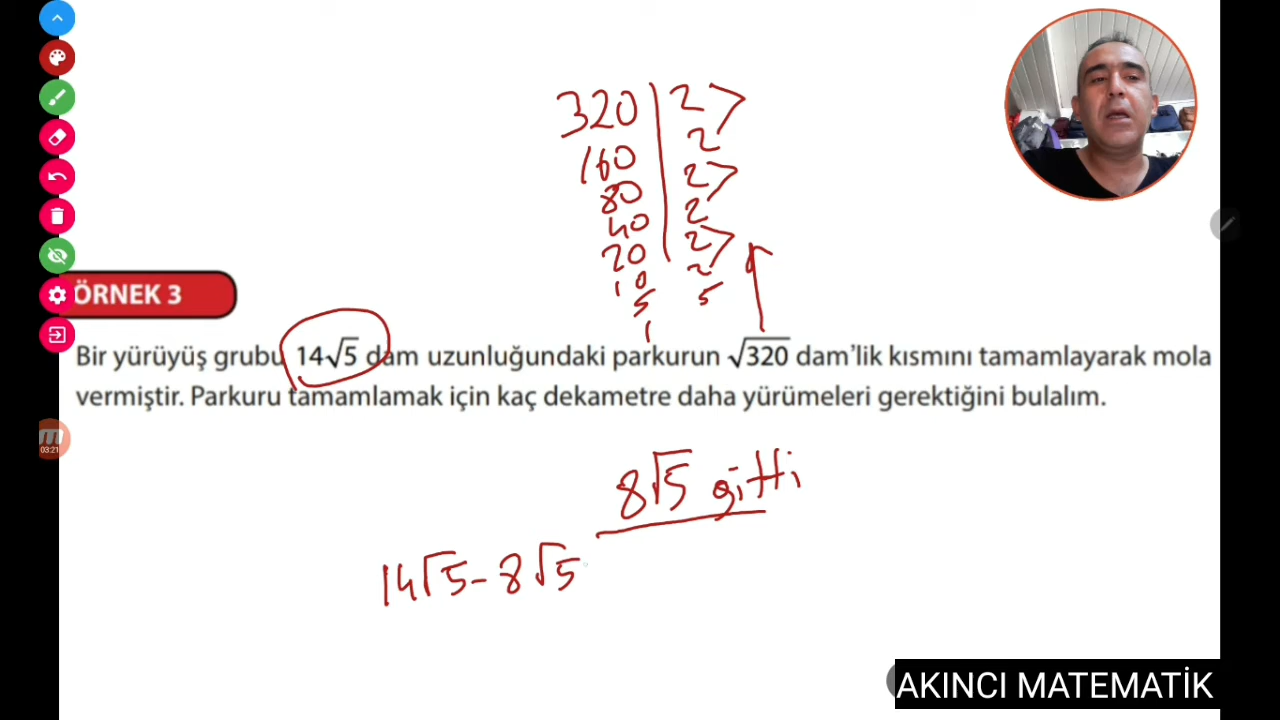 320 2
160 2
80 2
40 2
20 2
10 2
5 5
1
ÖRNEK 3
Bir yürüyüş grubu 14√5 dam uzunluğundaki parkurun √320 dam'lik kısmını tamamlayarak mola
vermiştir. Parkuru tamamlamak için kaç dekametre daha yürümeleri gerektiğini bulalım.
03:21
8√5 gitti
14√5 - 8√5
AKINCI MATEMATİK